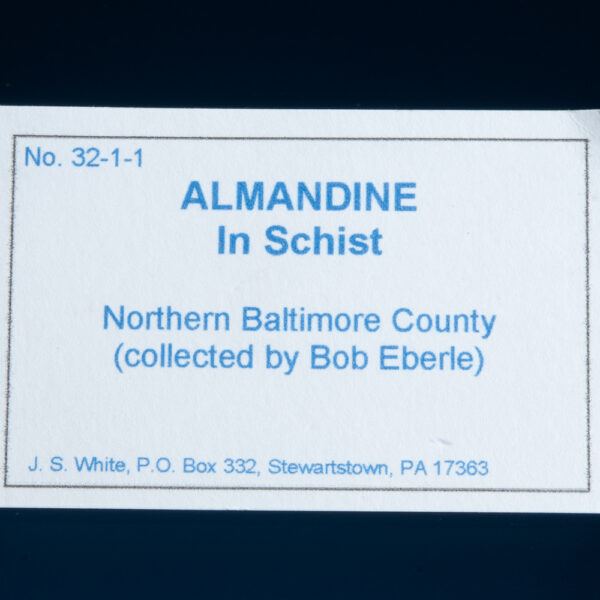 No. 32-1-1
ALMANDINE
In Schist
Northern Baltimore County
(collected by Bob Eberle)
J. S. White, P.O. Box 332, Stewartstown, PA 17363